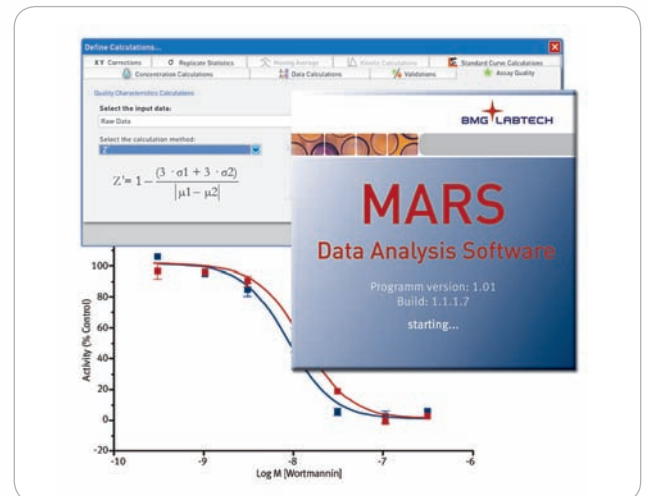 Define Calculations...
XY Corrections
σ Replicate Statistics
Moving Average
Kinetic Calculations
Standard Curve Calculations
Concentration Calculations
Data Calculations
Validations
Assay Quality
Quality Characteristics Calculations
Select the input data:
Raw Data
Select the calculation method:
Z'
Z'= 1 − (3 · σ1 + 3 · σ2) / |μ1 − μ2|
BMG LABTECH
MARS
Data Analysis Software
Programm version: 1.01
Build: 1.1.1.7
starting...
Activity (% Control)
100
80
60
40
20
0
-20
-10 -9 -8 -7 -6
Log M [Wortmannin]